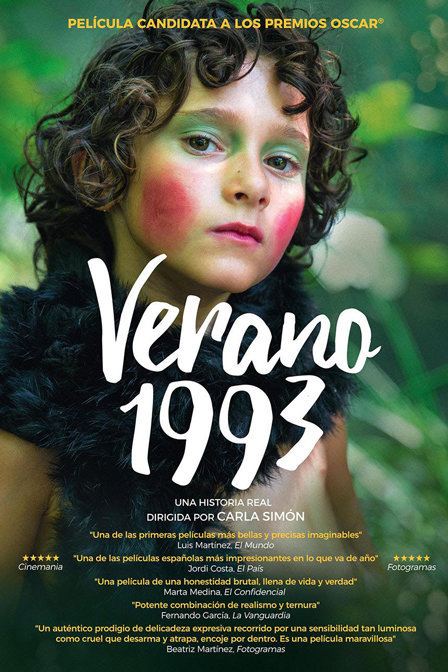 PELÍCULA CANDIDATA A LOS PREMIOS OSCAR®
Verano
1993
UNA HISTORIA REAL
DIRIGIDA POR CARLA SIMÓN
"Una de las primeras películas más bellas y precisas imaginables"
Luis Martínez, El Mundo
★★★★★ "Una de las películas españolas más impresionantes en lo que va de año" ★★★★★
Cinemania Jordi Costa, El País Fotogramas
"Una película de una honestidad brutal, llena de vida y verdad"
Marta Medina, El Confidencial
"Potente combinación de realismo y ternura"
Fernando García, La Vanguardia
"Un auténtico prodigio de delicadeza expresiva recorrido por una sensibilidad tan luminosa
como cruel que desarma y atrapa, encoje por dentro. Es una película maravillosa"
Beatriz Martínez, Fotogramas